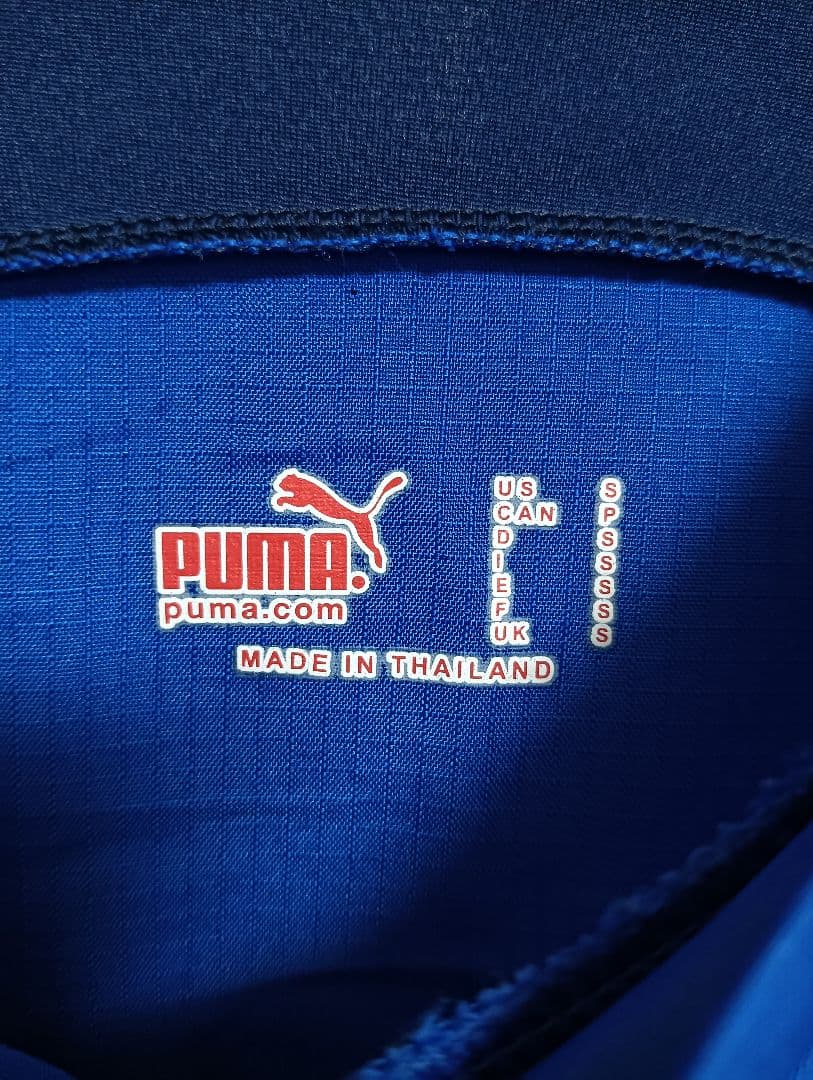 PUMA.
puma.com
US S
CAN P
D S
I S
E S
F S
UK S
MADE IN THAILAND